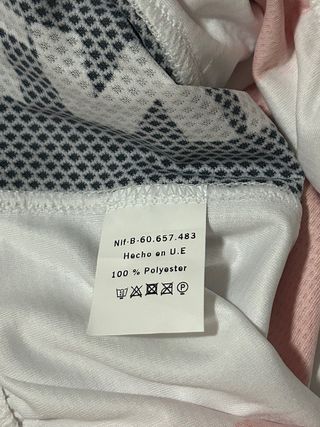 Nif-B-60.657.483
Hecho en U.E
100 % Polyester